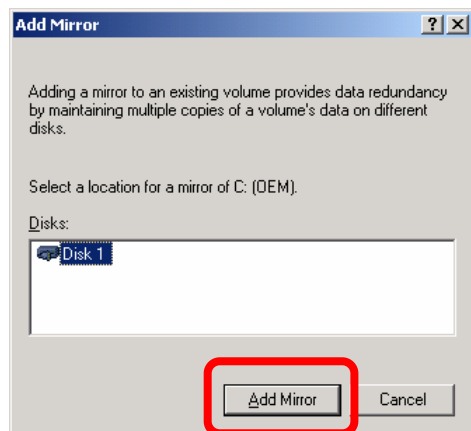 Add Mirror
Adding a mirror to an existing volume provides data redundancy
by maintaining multiple copies of a volume's data on different
disks.
Select a location for a mirror of C: (OEM).
Disks:
Disk 1
Add Mirror
Cancel